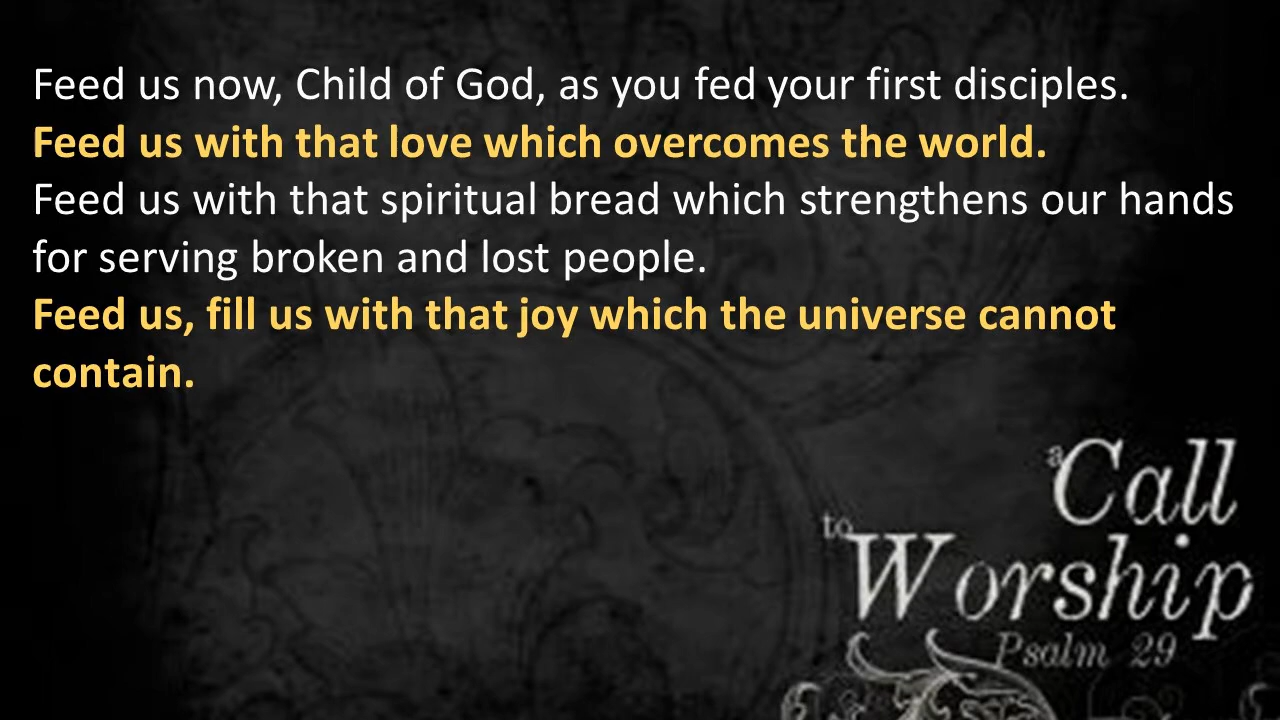 Feed us now, Child of God, as you fed your first disciples.
Feed us with that love which overcomes the world.
Feed us with that spiritual bread which strengthens our hands
for serving broken and lost people.
Feed us, fill us with that joy which the universe cannot
contain.
a Call
to Worship
Psalm 29